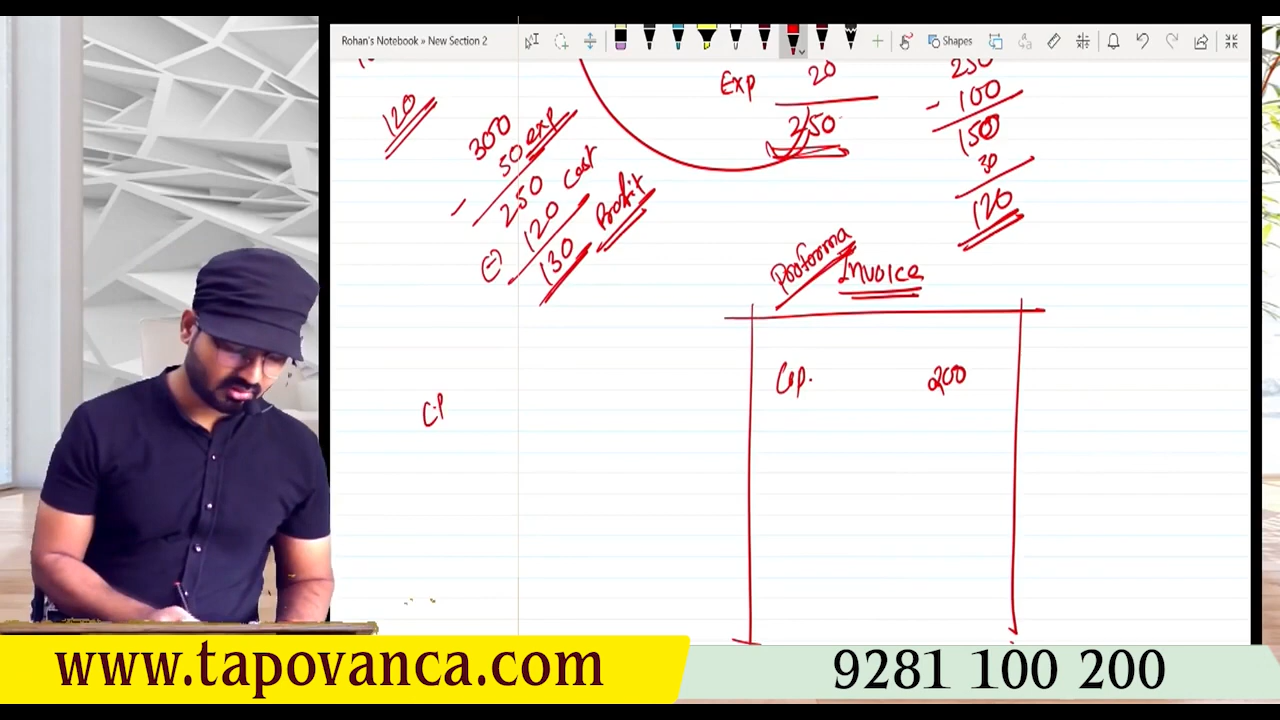 Rohan's Notebook » New Section 2
Shapes
120
300
50 exp
- 250 cost
(-) 120
130 Profit
Exp 20
250
250
- 100
150
30
120
Proforma Invoice
Cop. 200
C.P
www.tapovanca.com
9281 100 200